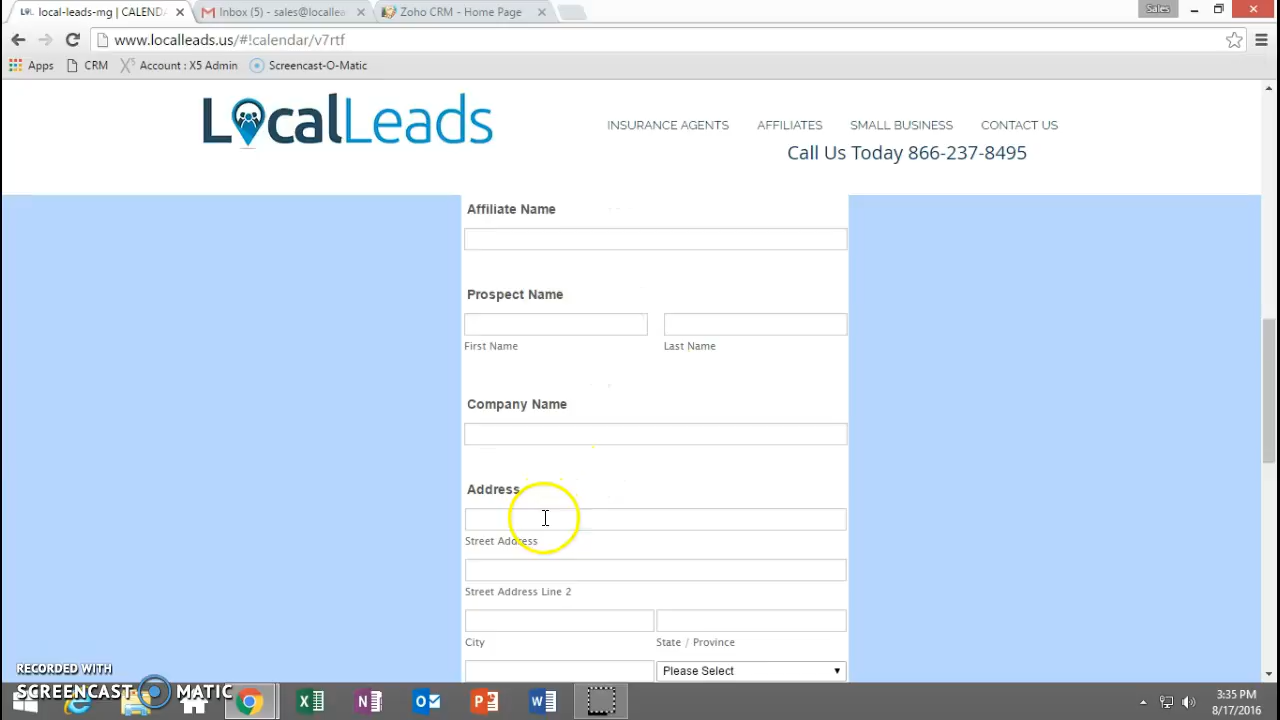 LOL local-leads-mg | CALEND
Inbox (5) - sales@locallea
Zoho CRM - Home Page
Sales
www.localleads.us/#!calendar/v7rtf
Apps
CRM
Account : X5 Admin
Screencast-O-Matic
LocalLeads
INSURANCE AGENTS
AFFILIATES
SMALL BUSINESS
CONTACT US
Call Us Today 866-237-8495
Affiliate Name
Prospect Name
First Name
Last Name
Company Name
Address
Street Address
Street Address Line 2
City
State / Province
Please Select
RECORDED WITH
SCREENCAST MATIC
3:35 PM
8/17/2016